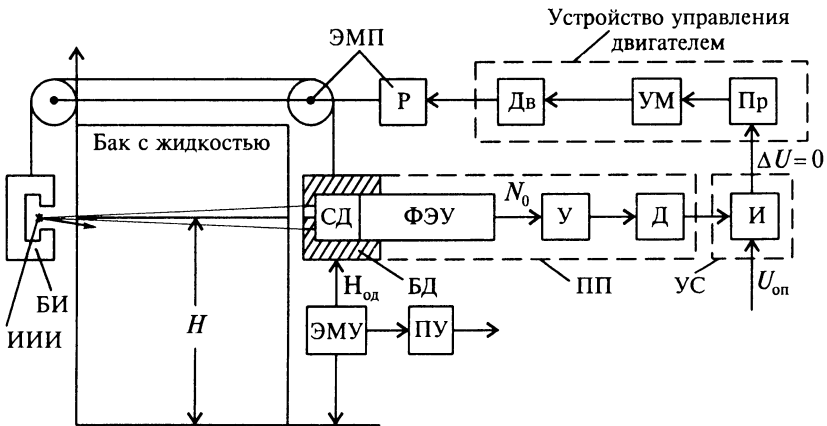 Устройство управления
двигателем
ЭМП
Р
Дв
УМ
Пр
Бак с жидкостью
ΔU=0
СД
ФЭУ
N₀
У
Д
И
БИ
ИИИ
H
Hод
БД
ПП
УС
Uоп
ЭМУ
ПУ